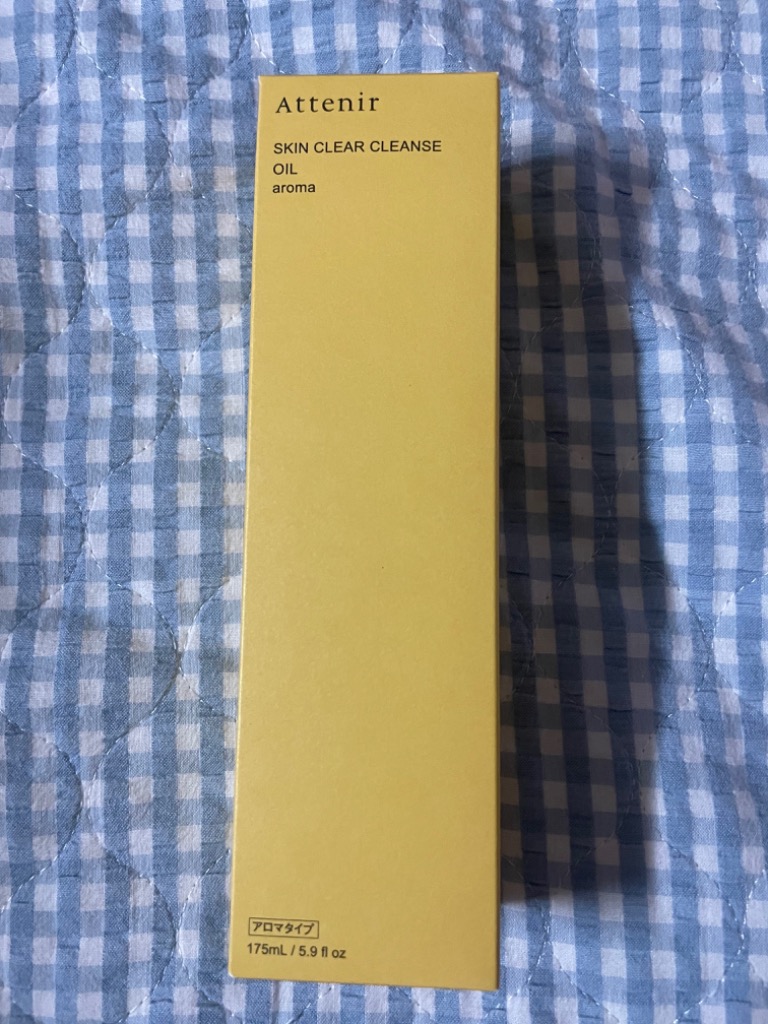 Attenir
SKIN CLEAR CLEANSE
OIL
aroma
アロマタイプ
175mL / 5.9 fl oz